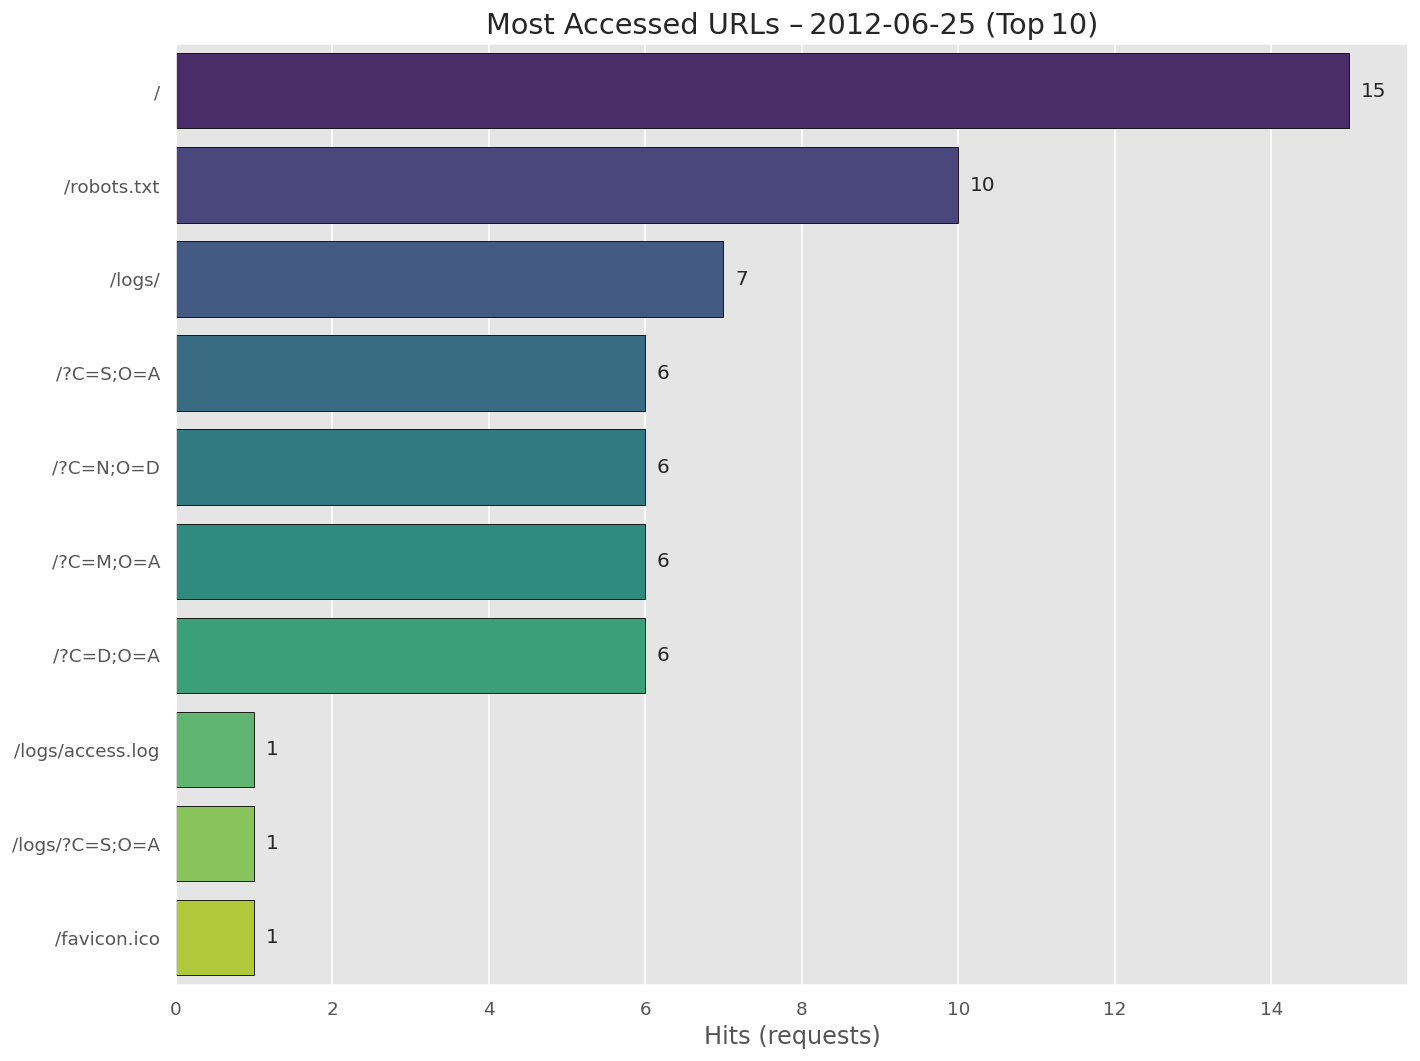 Most Accessed URLs – 2012-06-25 (Top 10)
/ 15
/robots.txt 10
/logs/ 7
/?C=S;O=A 6
/?C=N;O=D 6
/?C=M;O=A 6
/?C=D;O=A 6
/logs/access.log 1
/logs/?C=S;O=A 1
/favicon.ico 1
0 2 4 6 8 10 12 14
Hits (requests)